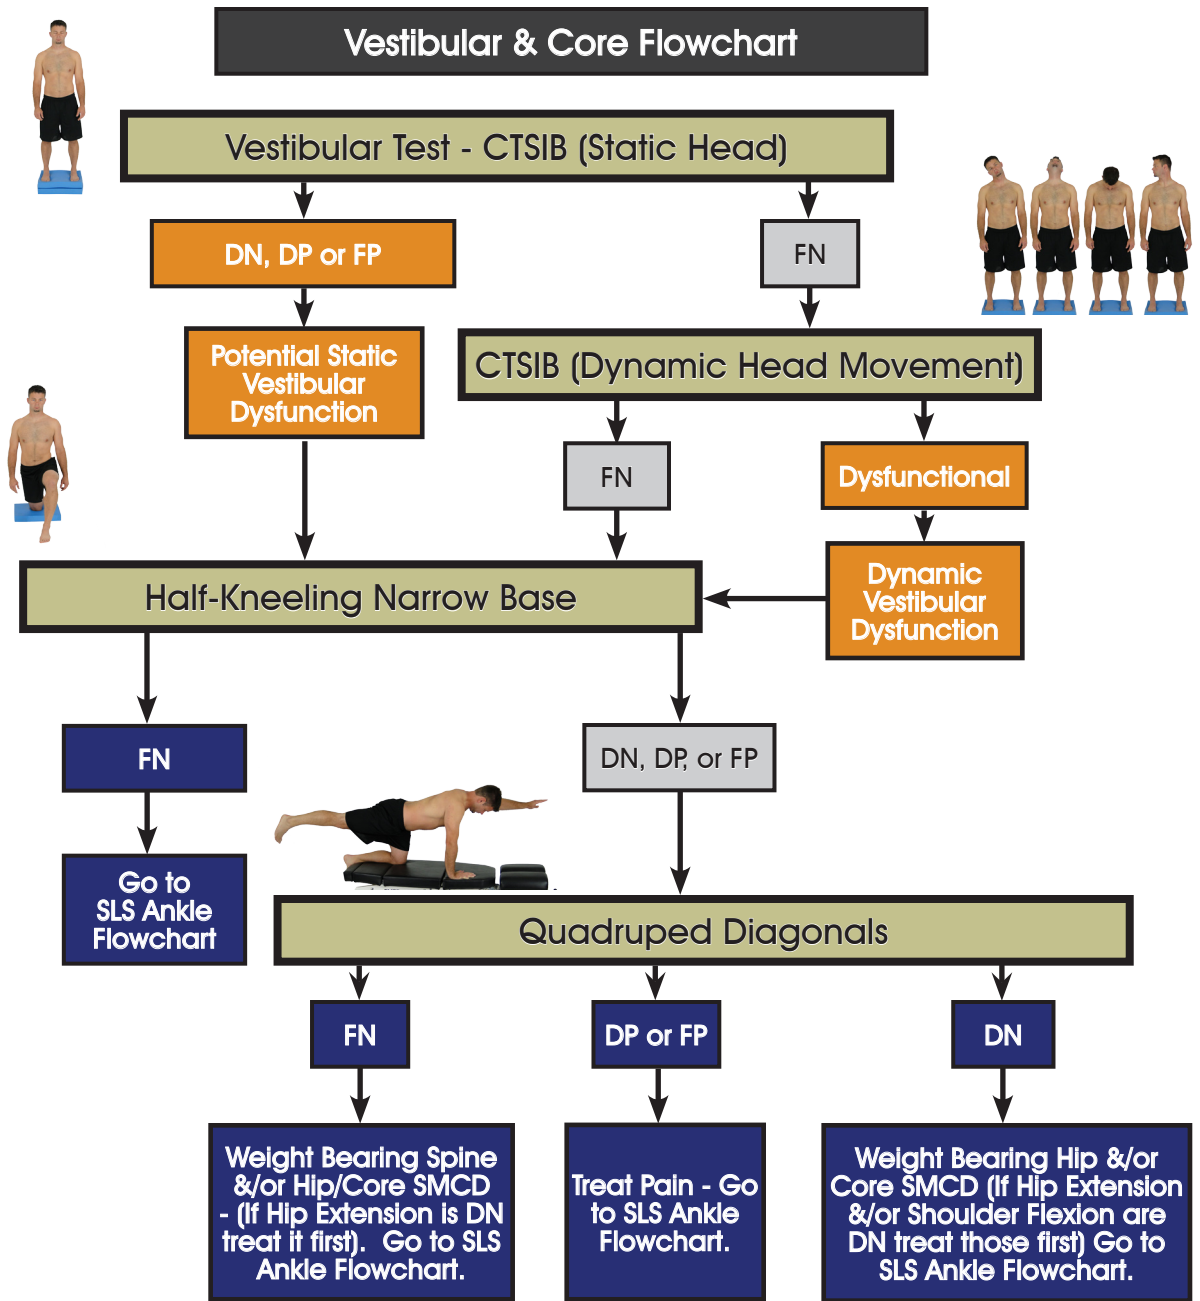 Vestibular & Core Flowchart
Vestibular Test - CTSIB (Static Head)
DN, DP or FP
FN
Potential Static
Vestibular
Dysfunction
CTSIB (Dynamic Head Movement)
FN
Dysfunctional
Dynamic
Vestibular
Dysfunction
Half-Kneeling Narrow Base
FN
DN, DP, or FP
Go to
SLS Ankle
Flowchart
Quadruped Diagonals
FN
DP or FP
DN
Weight Bearing Spine
&/or Hip/Core SMCD
- (If Hip Extension is DN
treat it first).  Go to SLS
Ankle Flowchart.
Treat Pain - Go
to SLS Ankle
Flowchart.
Weight Bearing Hip &/or
Core SMCD (If Hip Extension
&/or Shoulder Flexion are
DN treat those first) Go to
SLS Ankle Flowchart.